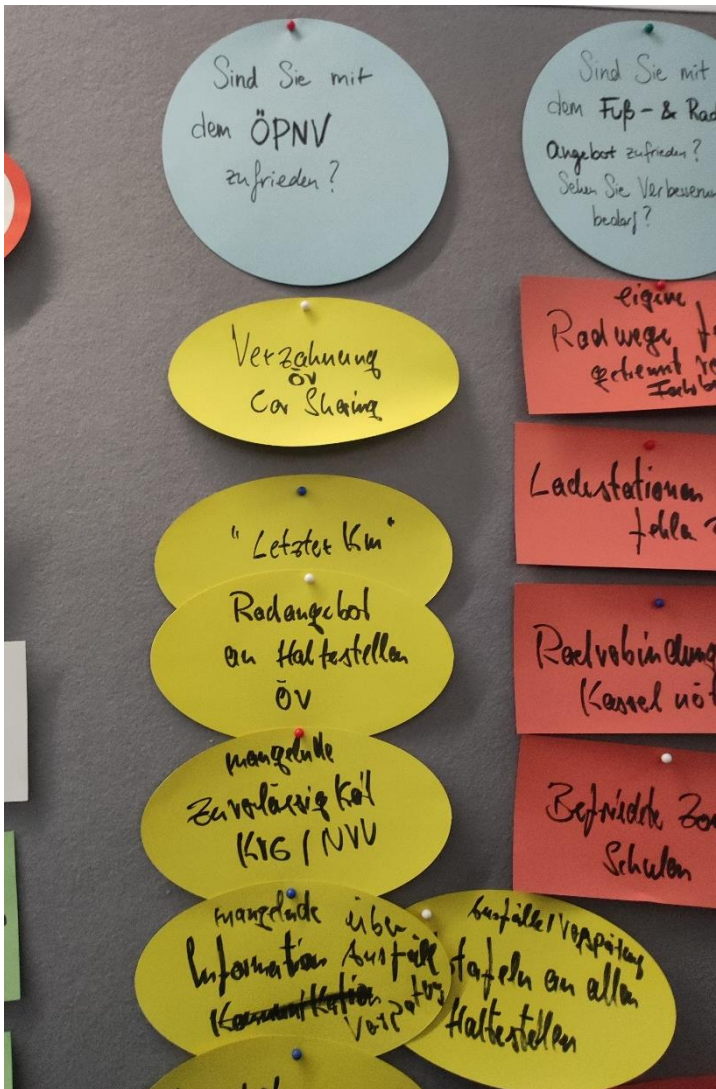 Sind Sie mit
dem ÖPNV
zufrieden?
Verzahnung
ÖV
Car Sharing
"Letzter Km"
Radangebot
an Haltestellen
ÖV
mangelnde
Zuverlässigkeit
KVG / NVV
mangelnde über
Information Ausfälle
Ausfälle/Verspätung
tafeln an allen
Haltestellen
Sind Sie mit
dem Fuß- & Rad
Angebot zufrieden?
Sehen Sie
bedarf?
eigene
Radwege
getrennt
Ladestationen
fehlen
Radverbindung
Kassel
Befriedete
Schulen